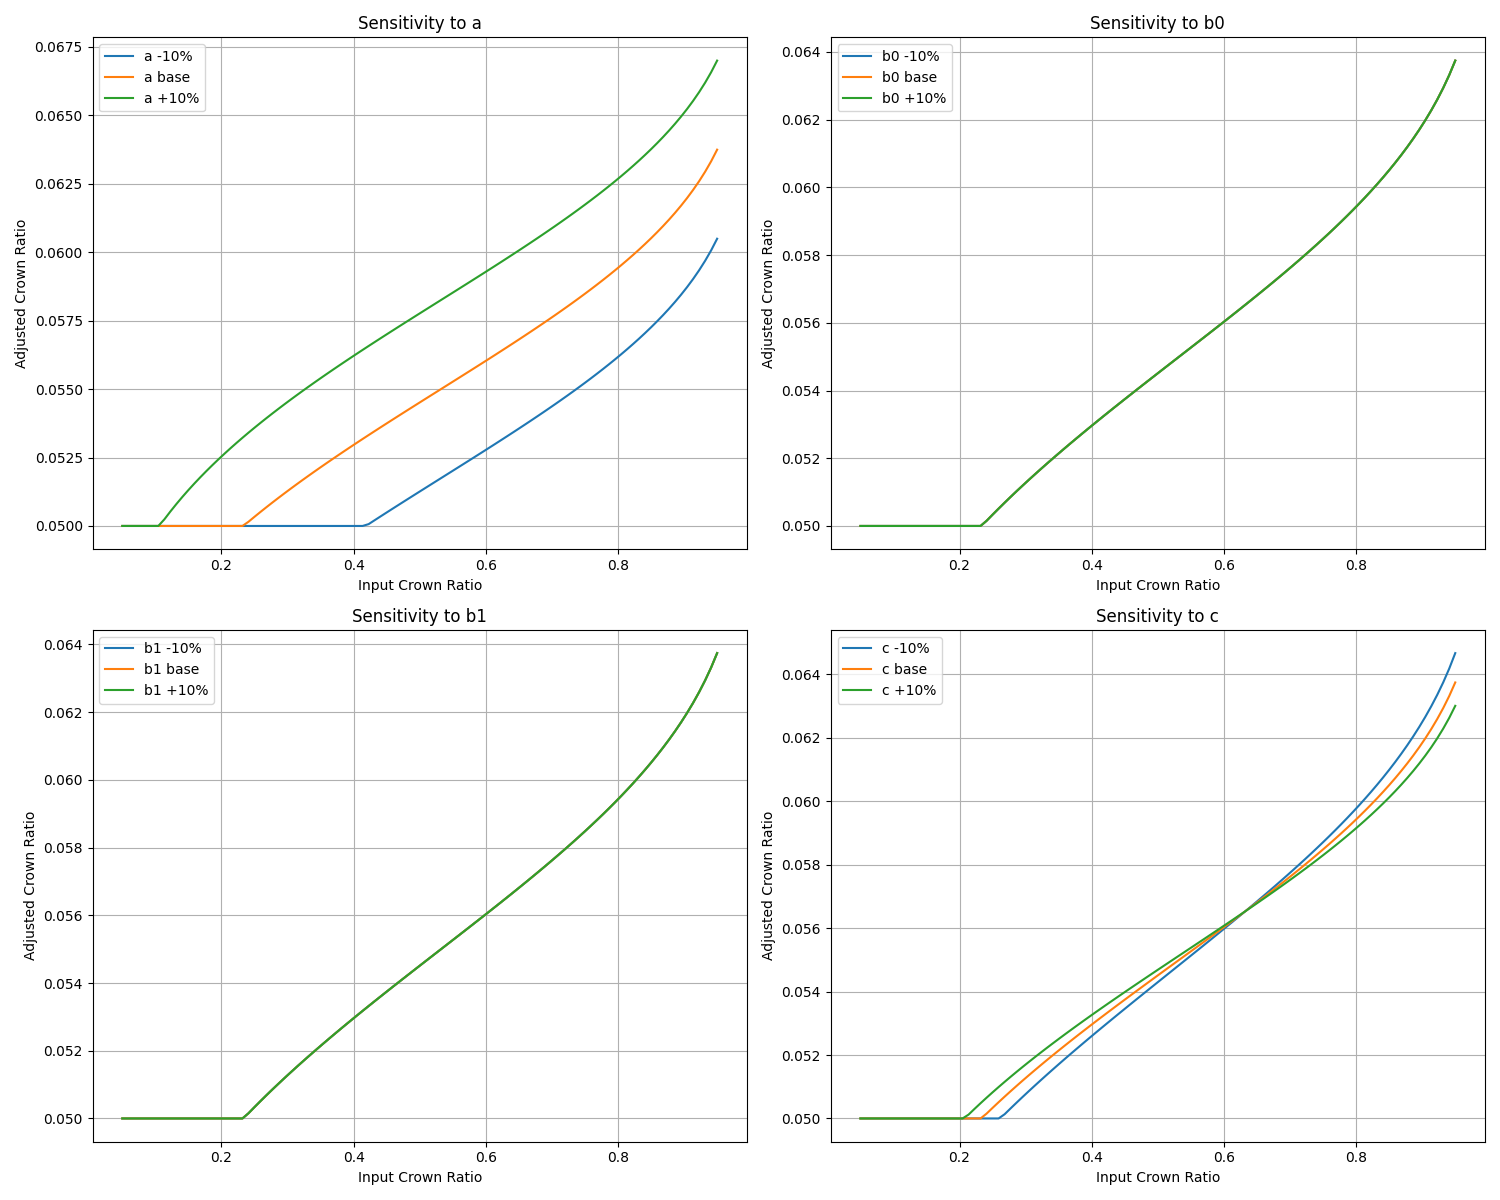 Sensitivity to a
a -10%
a base
a +10%
0.0675
0.0650
0.0625
0.0600
0.0575
0.0550
0.0525
0.0500
Adjusted Crown Ratio
0.2 0.4 0.6 0.8
Input Crown Ratio
Sensitivity to b0
b0 -10%
b0 base
b0 +10%
0.064
0.062
0.060
0.058
0.056
0.054
0.052
0.050
Adjusted Crown Ratio
0.2 0.4 0.6 0.8
Input Crown Ratio
Sensitivity to b1
b1 -10%
b1 base
b1 +10%
0.064
0.062
0.060
0.058
0.056
0.054
0.052
0.050
Adjusted Crown Ratio
0.2 0.4 0.6 0.8
Input Crown Ratio
Sensitivity to c
c -10%
c base
c +10%
0.064
0.062
0.060
0.058
0.056
0.054
0.052
0.050
Adjusted Crown Ratio
0.2 0.4 0.6 0.8
Input Crown Ratio